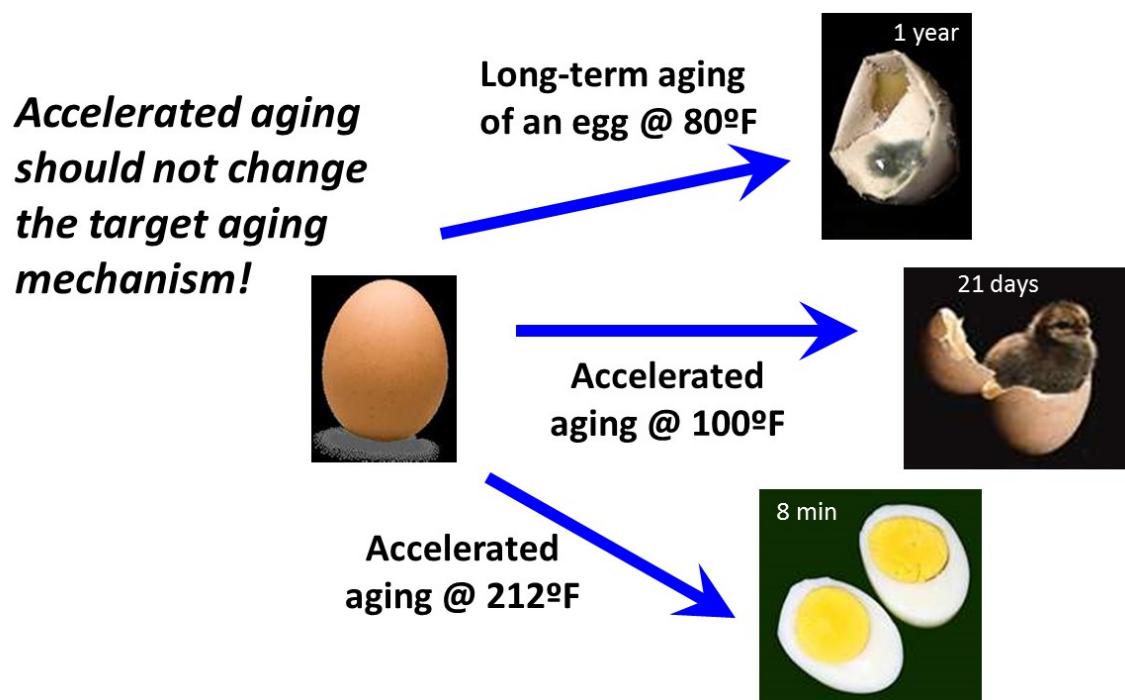 Accelerated aging
should not change
the target aging
mechanism!
Long-term aging
of an egg @ 80ºF
1 year
21 days
Accelerated
aging @ 100ºF
8 min
Accelerated
aging @ 212ºF